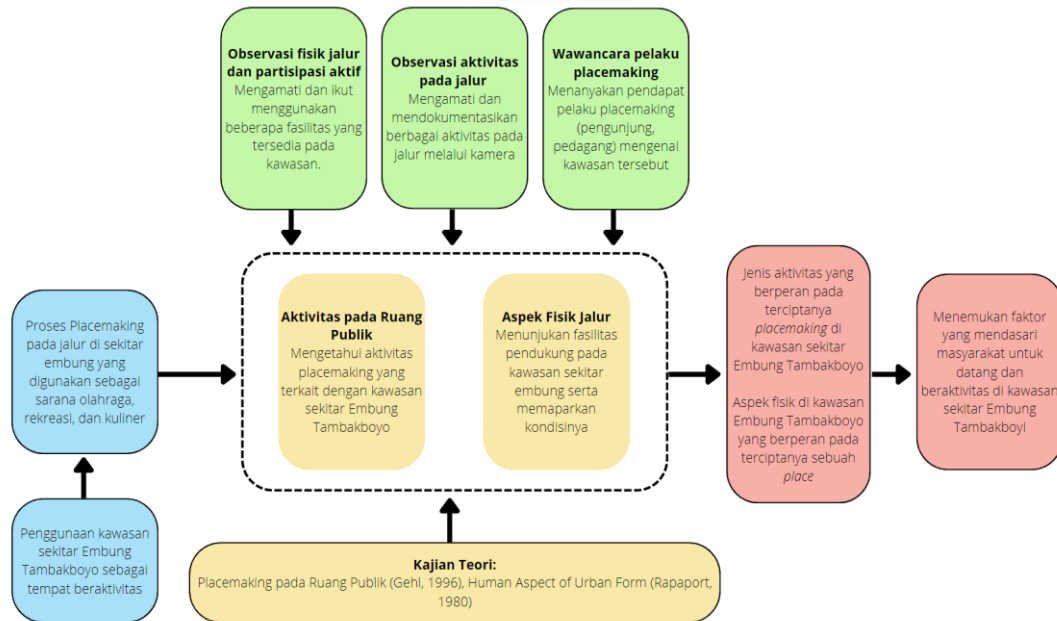 Observasi fisik jalur
dan partisipasi aktif
Mengamati dan ikut
menggunakan
beberapa fasilitas yang
tersedia pada
kawasan.
Observasi aktivitas
pada jalur
Mengamati dan
mendokumentasikan
berbagai aktivitas pada
jalur melalui kamera
Wawancara pelaku
placemaking
Menanyakan pendapat
pelaku placemaking
(pengunjung,
pedagang) mengenai
kawasan tersebut
Proses Placemaking
pada jalur di sekitar
embung yang
digunakan sebagai
sarana olahraga,
rekreasi, dan kuliner
Penggunaan kawasan
sekitar Embung
Tambakboyo sebagai
tempat beraktivitas
Aktivitas pada Ruang
Publik
Mengetahui aktivitas
placemaking yang
terkait dengan kawasan
sekitar Embung
Tambakboyo
Aspek Fisik Jalur
Menunjukan fasilitas
pendukung pada
kawasan sekitar
embung serta
memaparkan
kondisinya
Kajian Teori:
Placemaking pada Ruang Publik (Gehl, 1996), Human Aspect of Urban Form (Rapaport,
1980)
Jenis aktivitas yang
berperan pada
terciptanya
placemaking di
kawasan sekitar
Embung Tambakboyo
Aspek fisik di kawasan
Embung Tambakboyo
yang berperan pada
terciptanya sebuah
place
Menemukan faktor
yang mendasari
masyarakat untuk
datang dan
beraktivitas di kawasan
sekitar Embung
Tambakboyi